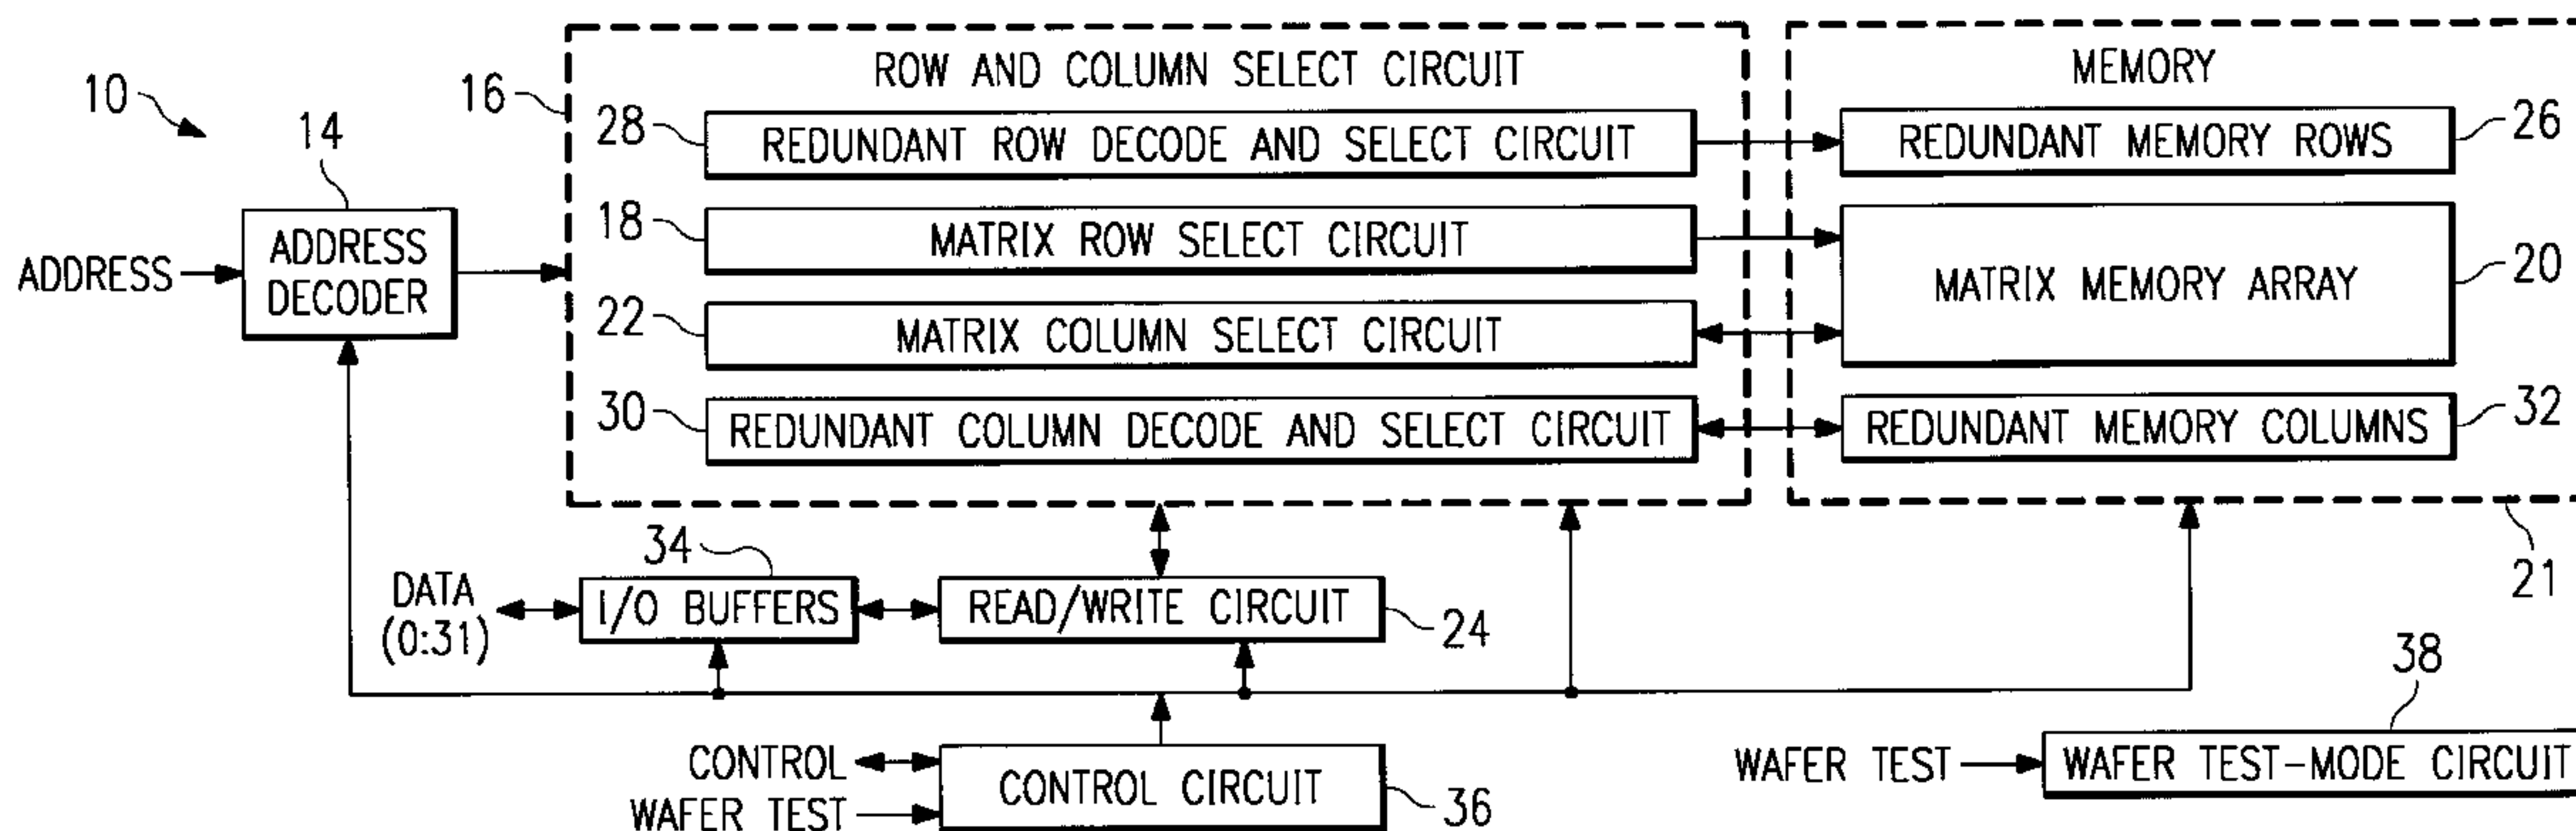 10
14
ADDRESS
ADDRESS
DECODER
16
ROW AND COLUMN SELECT CIRCUIT
28
REDUNDANT ROW DECODE AND SELECT CIRCUIT
18
MATRIX ROW SELECT CIRCUIT
22
MATRIX COLUMN SELECT CIRCUIT
30
REDUNDANT COLUMN DECODE AND SELECT CIRCUIT
MEMORY
REDUNDANT MEMORY ROWS
26
MATRIX MEMORY ARRAY
20
REDUNDANT MEMORY COLUMNS
32
21
34
DATA
(0:31)
I/O BUFFERS
READ/WRITE CIRCUIT
24
CONTROL
WAFER TEST
CONTROL CIRCUIT
36
38
WAFER TEST
WAFER TEST-MODE CIRCUIT